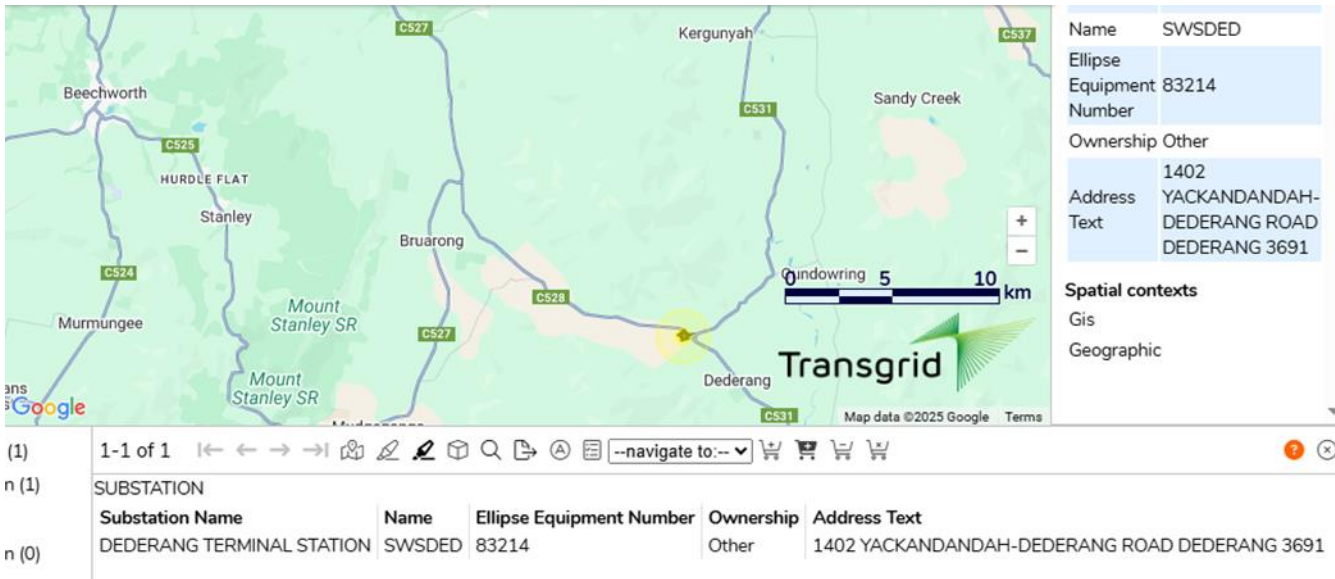 C527
Kergunyah
C537
Beechworth
C531
Sandy Creek
C525
HURDLE FLAT
Stanley
+
−
Bruarong
C524
Gundowring
0 5 10 km
Mount
Stanley SR
C528
Murmungee
C527
Transgrid
Mount
Stanley SR
Dederang
ans
Google
C531
Map data ©2025 Google Terms
Name SWSDED
Ellipse
Equipment 83214
Number
Ownership Other
1402
Address YACKANDANDAH-
Text DEDERANG ROAD
DEDERANG 3691
Spatial contexts
Gis
Geographic
(1)
1-1 of 1 --navigate to:-- ?
n (1)
SUBSTATION
Substation Name Name Ellipse Equipment Number Ownership Address Text
n (0)
DEDERANG TERMINAL STATION SWSDED 83214 Other 1402 YACKANDANDAH-DEDERANG ROAD DEDERANG 3691